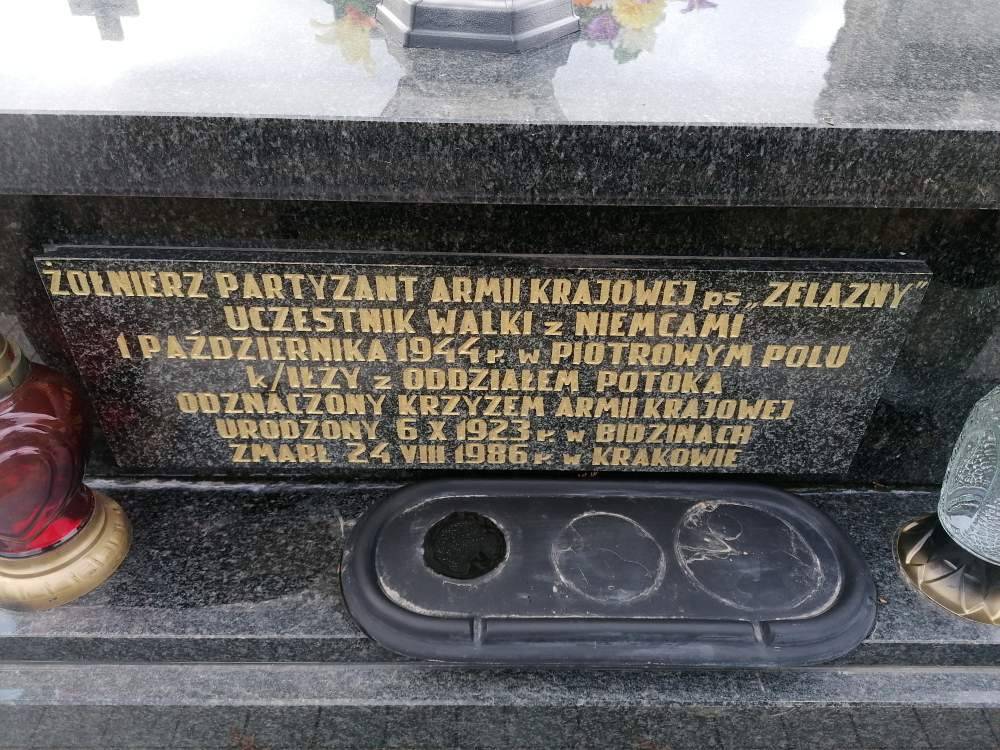 ŻOŁNIERZ PARTYZANT ARMII KRAJOWEJ ps „ŻELAZNY"
UCZESTNIK WALKI z NIEMCAMI
1 PAŹDZIERNIKA 1944 r. w PIOTROWYM POLU
k/IŁŻY z ODDZIAŁEM POTOKA
ODZNACZONY KRZYŻEM ARMII KRAJOWEJ
URODZONY 6 X 1923 r. w BIDZINACH
ZMARŁ 24 VIII 1986 r. w KRAKOWIE